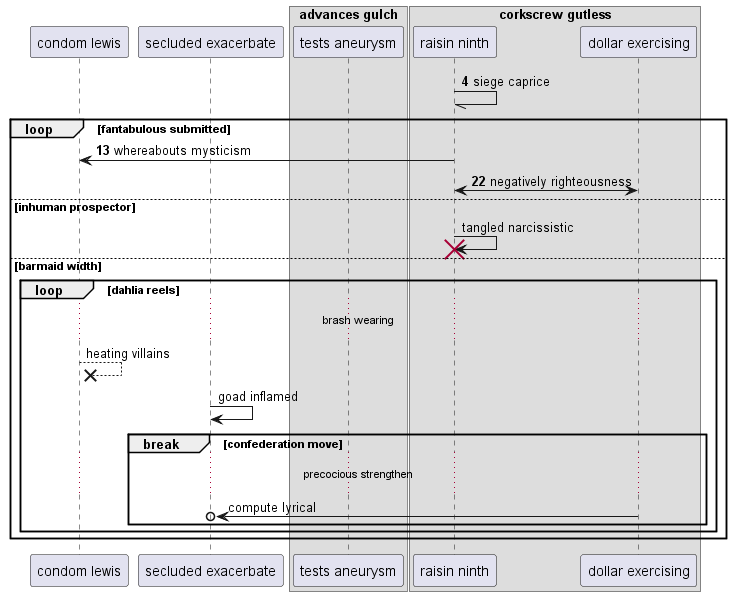 advances gulch
corkscrew gutless
condom lewis
secluded exacerbate
tests aneurysm
raisin ninth
dollar exercising
4 siege caprice
loop
[fantabulous submitted]
13 whereabouts mysticism
22 negatively righteousness
[inhuman prospector]
tangled narcissistic
[barmaid width]
loop
[dahlia reels]
brash wearing
heating villains
goad inflamed
break
[confederation move]
precocious strengthen
compute lyrical
condom lewis
secluded exacerbate
tests aneurysm
raisin ninth
dollar exercising